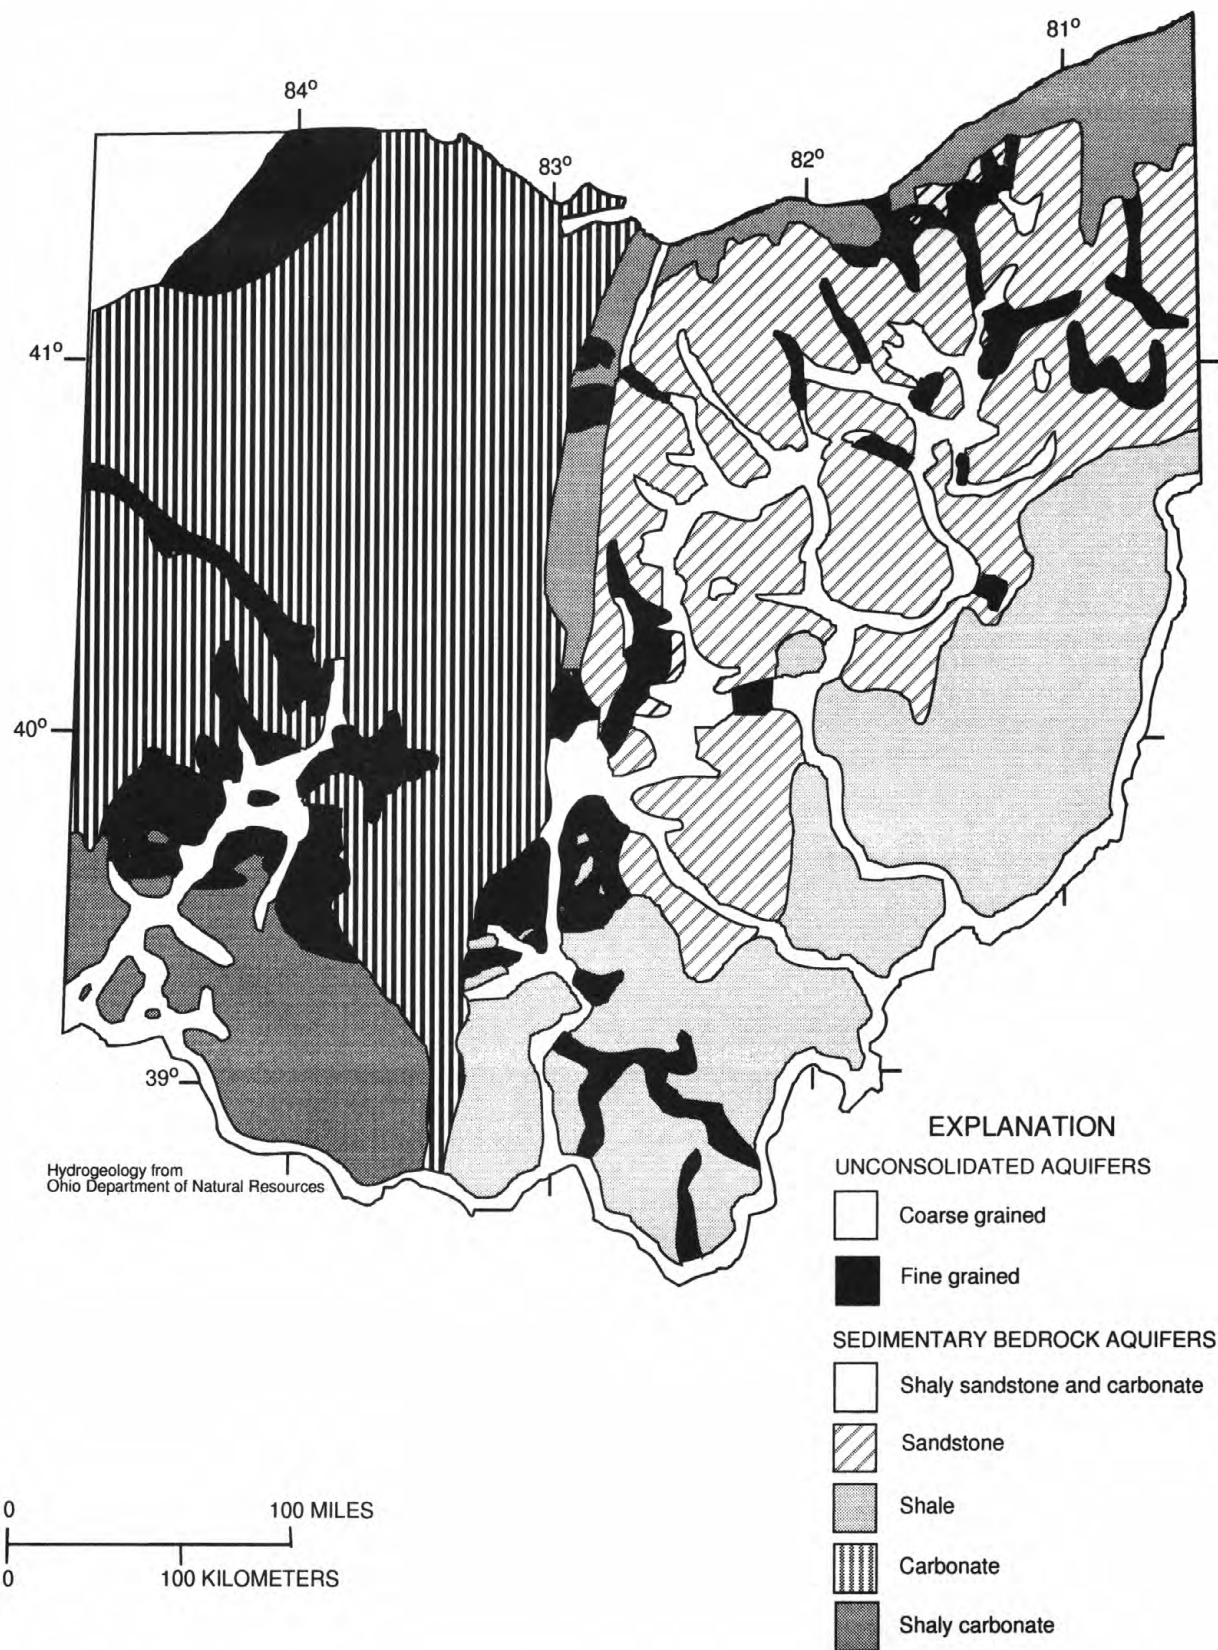 81°
84°
83°
82°
41°
40°
39°
Hydrogeology from
Ohio Department of Natural Resources
EXPLANATION
UNCONSOLIDATED AQUIFERS
Coarse grained
Fine grained
SEDIMENTARY BEDROCK AQUIFERS
Shaly sandstone and carbonate
Sandstone
Shale
Carbonate
Shaly carbonate
0 100 MILES
0 100 KILOMETERS